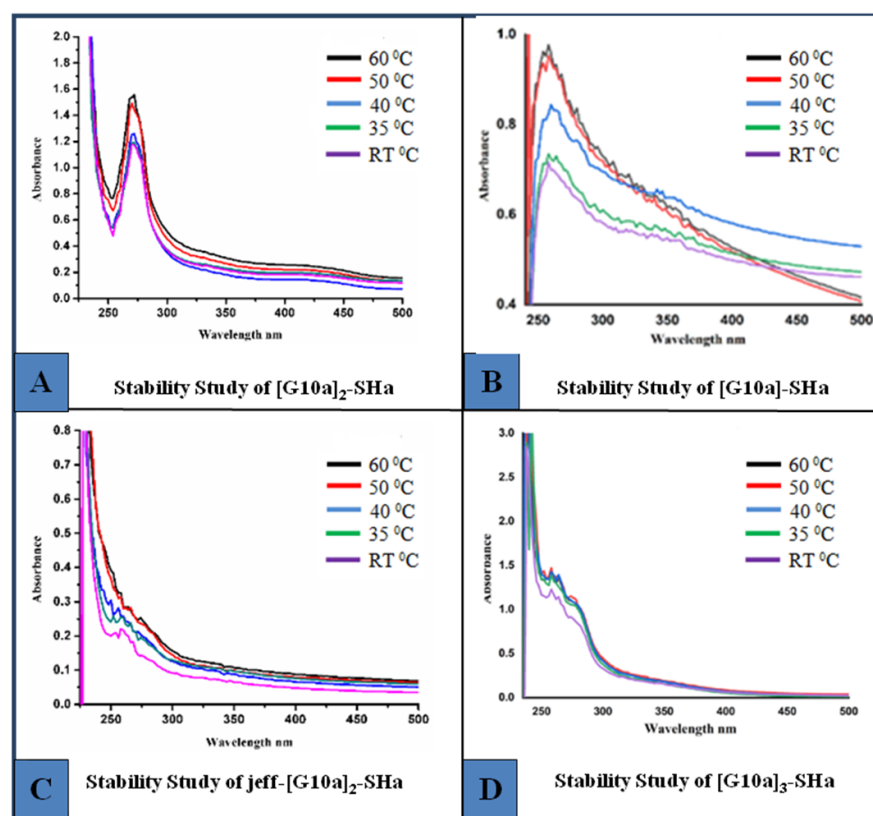 2.0
1.8
1.6
1.4
1.2
1.0
0.8
0.6
0.4
0.2
0.0
Absorbance
250 300 350 400 450 500
Wavelength nm
60 ⁰C
50 ⁰C
40 ⁰C
35 ⁰C
RT ⁰C
A
Stability Study of [G10a]₂-SHa
1.0
0.8
0.6
0.4
Absorbance
250 300 350 400 450 500
Wavelength nm
60 ⁰C
50 ⁰C
40 ⁰C
35 ⁰C
RT ⁰C
B
Stability Study of [G10a]-SHa
0.8
0.7
0.6
0.5
0.4
0.3
0.2
0.1
0.0
Absorbance
250 300 350 400 450 500
Wavelength nm
60 ⁰C
50 ⁰C
40 ⁰C
35 ⁰C
RT ⁰C
C
Stability Study of jeff-[G10a]₂-SHa
3.0
2.5
2.0
1.5
1.0
0.5
0.0
Absorbance
250 300 350 400 450 500
Wavelength nm
60 ⁰C
50 ⁰C
40 ⁰C
35 ⁰C
RT ⁰C
D
Stability Study of [G10a]₃-SHa